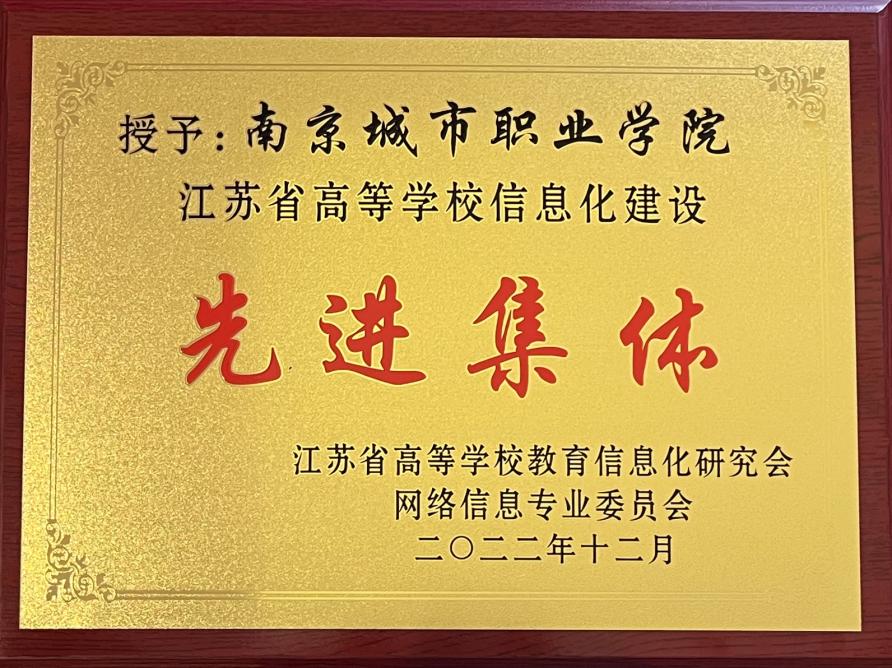 授予：南京城市职业学院
江苏省高等学校信息化建设
先进集体
江苏省高等学校教育信息化研究会
网络信息专业委员会
二〇二二年十二月